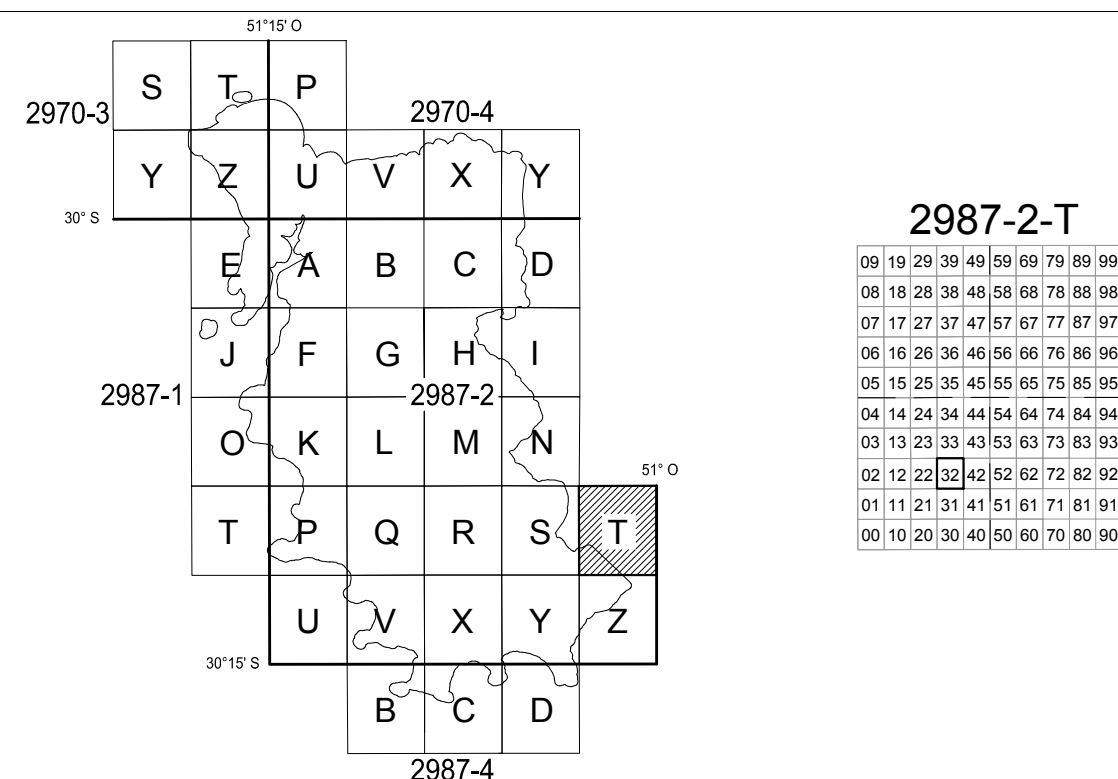 51°15' O
S T P
2970-3 2970-4
Y Z U V X Y
30° S
E A B C D
J F G H I
2987-1 2987-2
O K L M N
51° O
T P Q R S T
U V X Y Z
30°15' S
B C D
2987-4
2987-2-T
09 19 29 39 49 59 69 79 89 99
08 18 28 38 48 58 68 78 88 98
07 17 27 37 47 57 67 77 87 97
06 16 26 36 46 56 66 76 86 96
05 15 25 35 45 55 65 75 85 95
04 14 24 34 44 54 64 74 84 94
03 13 23 33 43 53 63 73 83 93
02 12 22 32 42 52 62 72 82 92
01 11 21 31 41 51 61 71 81 91
00 10 20 30 40 50 60 70 80 90